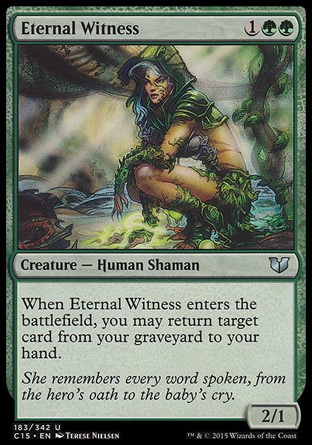 Eternal Witness 1
Creature — Human Shaman
When Eternal Witness enters the
battlefield, you may return target
card from your graveyard to your
hand.
She remembers every word spoken, from
the hero's oath to the baby's cry.
2/1
183/342 U
C15 • EN Terese Nielsen
™ & © 2015 Wizards of the Coast